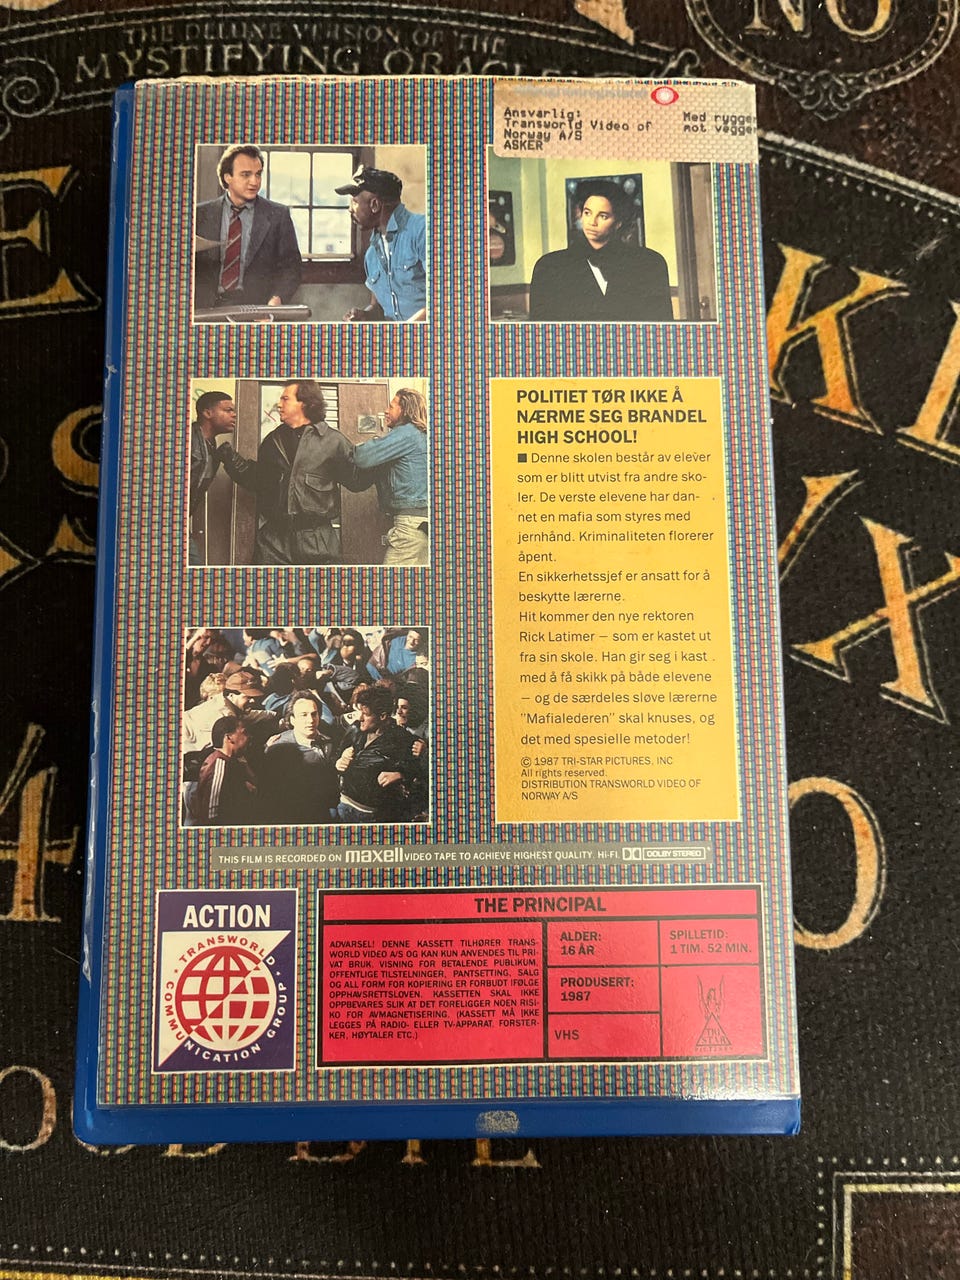 THE DELUXE VERSION OF THE
MYSTIFYING ORACLE
NO
Ansvarlig:
Transworld Video of
Norway A/S
ASKER
Med rygge
mot vegge
POLITIET TØR IKKE Å
NÆRME SEG BRANDEL
HIGH SCHOOL!
■ Denne skolen består av elever
som er blitt utvist fra andre sko-
ler. De verste elevene har dan-
net en mafia som styres med
jernhånd. Kriminaliteten florerer
åpent.
En sikkerhetssjef er ansatt for å
beskytte lærerne.
Hit kommer den nye rektoren
Rick Latimer — som er kastet ut
fra sin skole. Han gir seg i kast
med å få skikk på både elevene
— og de særdeles sløve lærerne
"Mafialederen" skal knuses, og
det med spesielle metoder!
© 1987 TRI-STAR PICTURES, INC
All rights reserved.
DISTRIBUTION TRANSWORLD VIDEO OF
NORWAY A/S
THIS FILM IS RECORDED ON maxell VIDEO TAPE TO ACHIEVE HIGHEST QUALITY. Hi-Fi. DOLBY STEREO
ACTION
TRANSWORLD
COMMUNICATION GROUP
THE PRINCIPAL
ADVARSEL! DENNE KASSETT TILHØRER TRANS-
WORLD VIDEO A/S OG KAN KUN ANVENDES TIL PRI-
VAT BRUK. VISNING FOR BETALENDE PUBLIKUM,
OFFENTLIGE TILSTELNINGER, PANTSETTING, SALG
OG ALL FORM FOR KOPIERING ER FORBUDT IFØLGE
OPPHAVSRETTSLOVEN. KASSETTEN SKAL IKKE
OPPBEVARES SLIK AT DET FORELIGGER NOEN RISI-
KO FOR AVMAGNETISERING. (KASSETT MÅ IKKE
LEGGES PÅ RADIO- ELLER TV-APPARAT, FORSTER-
KER, HØYTALER ETC.)
ALDER:
16 ÅR
SPILLETID:
1 TIM. 52 MIN.
PRODUSERT:
1987
VHS
TRI
STAR
PICTURES
E
K
L
X
4
O